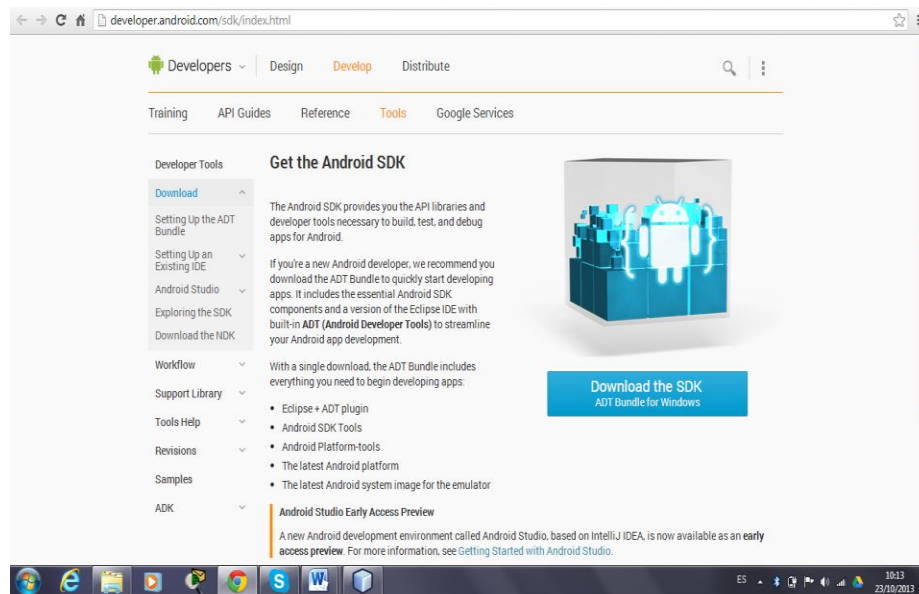 developer.android.com/sdk/index.html
Developers
Design Develop Distribute
Training API Guides Reference Tools Google Services
Developer Tools
Download
Setting Up the ADT
Bundle
Setting Up an
Existing IDE
Android Studio
Exploring the SDK
Download the NDK
Workflow
Support Library
Tools Help
Revisions
Samples
ADK
Get the Android SDK
The Android SDK provides you the API libraries and
developer tools necessary to build, test, and debug
apps for Android.
If you're a new Android developer, we recommend you
download the ADT Bundle to quickly start developing
apps. It includes the essential Android SDK
components and a version of the Eclipse IDE with
built-in ADT (Android Developer Tools) to streamline
your Android app development.
With a single download, the ADT Bundle includes
everything you need to begin developing apps:
• Eclipse + ADT plugin
• Android SDK Tools
• Android Platform-tools
• The latest Android platform
• The latest Android system image for the emulator
Download the SDK
ADT Bundle for Windows
Android Studio Early Access Preview
A new Android development environment called Android Studio, based on IntelliJ IDEA, is now available as an early
access preview. For more information, see Getting Started with Android Studio.
ES
10:13
23/10/2013